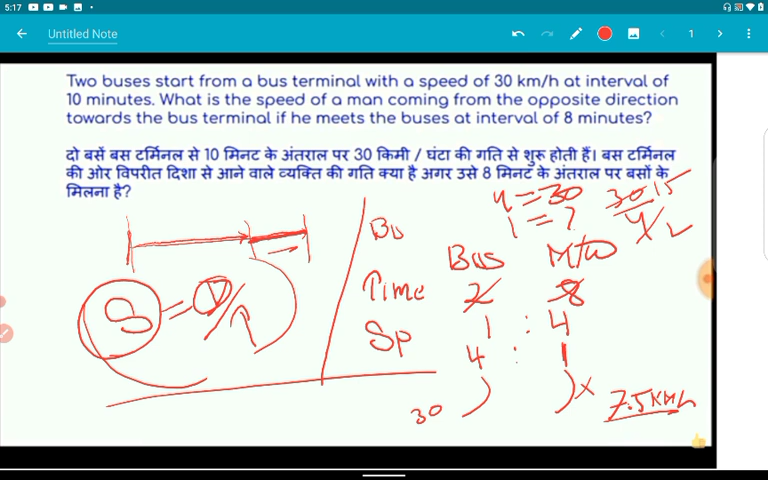 5:17
Untitled Note
1
Two buses start from a bus terminal with a speed of 30 km/h at interval of
10 minutes. What is the speed of a man coming from the opposite direction
towards the bus terminal if he meets the buses at interval of 8 minutes?
दो बसें बस टर्मिनल से 10 मिनट के अंतराल पर 30 किमी / घंटा की गति से शुरू होती हैं। बस टर्मिनल
की ओर विपरीत दिशा से आने वाले व्यक्ति की गति क्या है अगर उसे 8 मिनट के अंतराल पर बसों के
मिलना है?
4 = 30
30 15
1 = ?
Bus
Time 2 8
S = D/T
1 : 4
Sp
4 : 1
30
7.5 KM/h